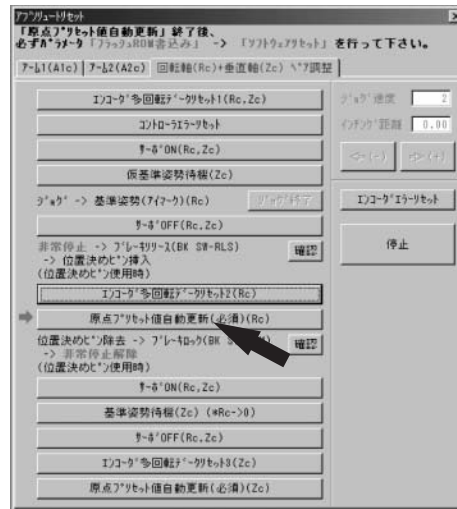 アブソリュートリセット
「原点プリセット値自動更新」終了後、
必ずパラメータ「フラッシュROM書込み」 -> 「ソフトウェアリセット」 を行って下さい。
アーム1(A1c) アーム2(A2c) 回転軸(Rc)+垂直軸(Zc) ペア調整
エンコーダ多回転データリセット1(Rc,Zc)
コントローラエラーリセット
サーボON(Rc,Zc)
仮基準姿勢待機(Zc)
ジョグ -> 基準姿勢(アイマーク)(Rc) ジョグ終了
サーボOFF(Rc,Zc)
非常停止 -> ブレーキリリース(BK SW-RLS)
-> 位置決めピン挿入
(位置決めピン使用時)
確認
エンコーダ多回転データリセット2(Rc)
原点プリセット値自動更新(必須)(Rc)
位置決めピン除去 -> ブレーキロック(BK S
-> 非常停止解除
(位置決めピン使用時)
確認
サーボON(Rc,Zc)
基準姿勢待機(Zc) (*Rc->0)
サーボOFF(Rc,Zc)
エンコーダ多回転データリセット3(Zc)
原点プリセット値自動更新(必須)(Zc)
ジョグ速度 2
インチング距離 0.00
<-(-) ->(+)
エンコーダエラーリセット
停止